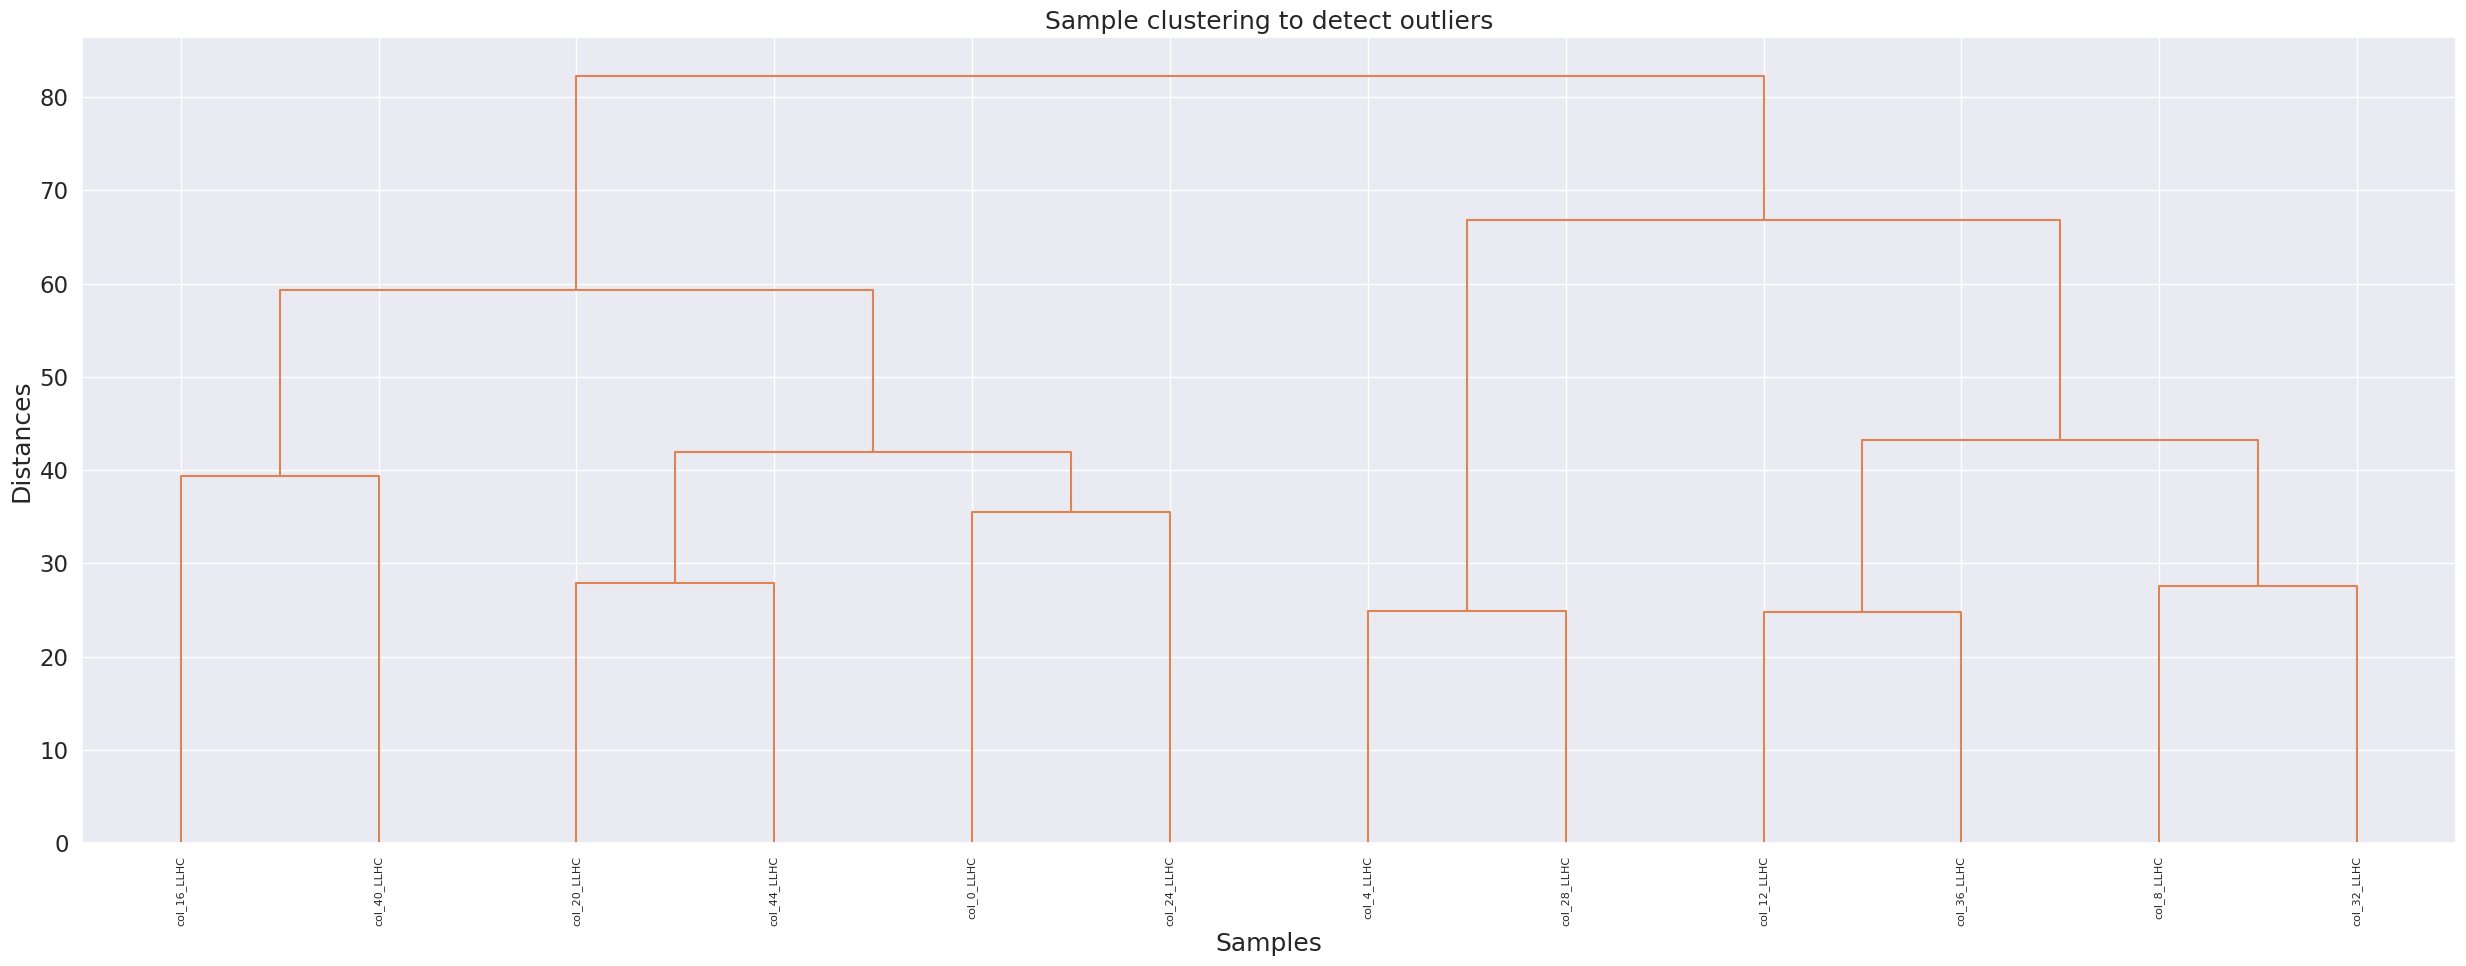 Sample clustering to detect outliers
80
70
60
50
40
30
20
10
0
Distances
col_16_LLHC
col_40_LLHC
col_20_LLHC
col_44_LLHC
col_0_LLHC
col_24_LLHC
col_4_LLHC
col_28_LLHC
col_12_LLHC
col_36_LLHC
col_8_LLHC
col_32_LLHC
Samples